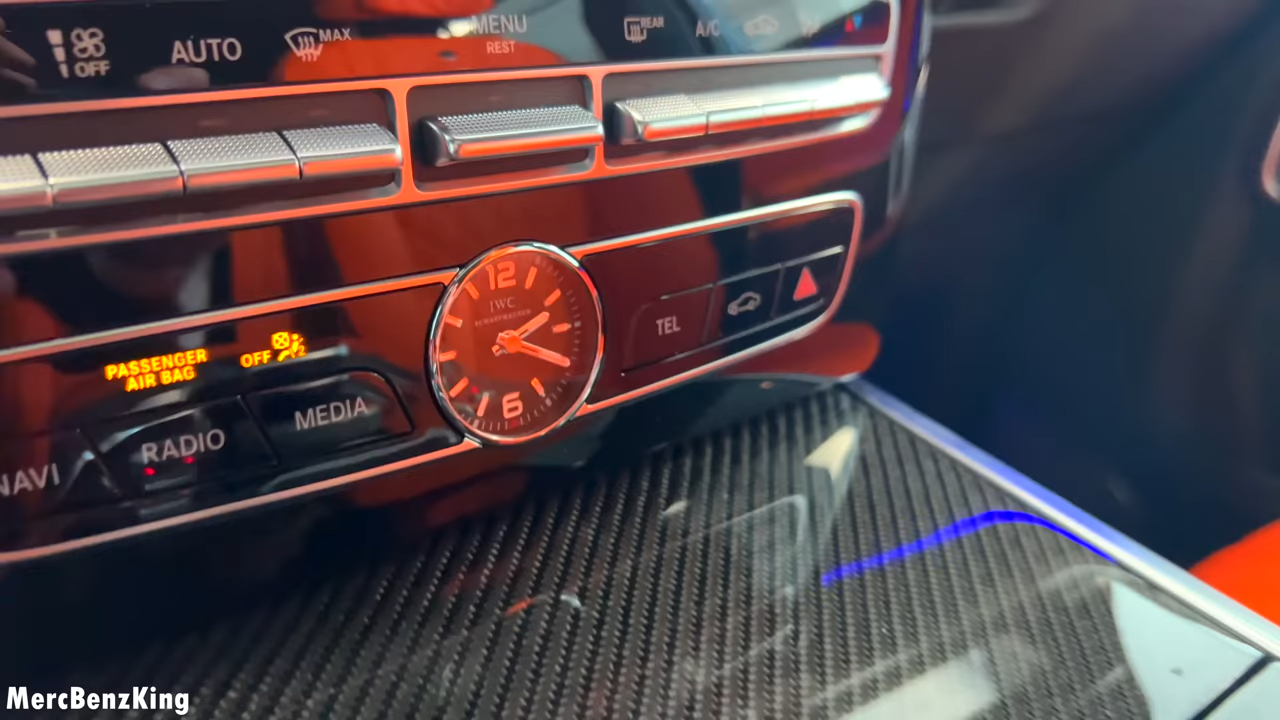 OFF
AUTO
MAX
MENU
REST
REAR
A/C
12
IWC
SCHAFFHAUSEN
6
PASSENGER
AIR BAG
OFF
2
TEL
NAVI
RADIO
MEDIA
MercBenzKing